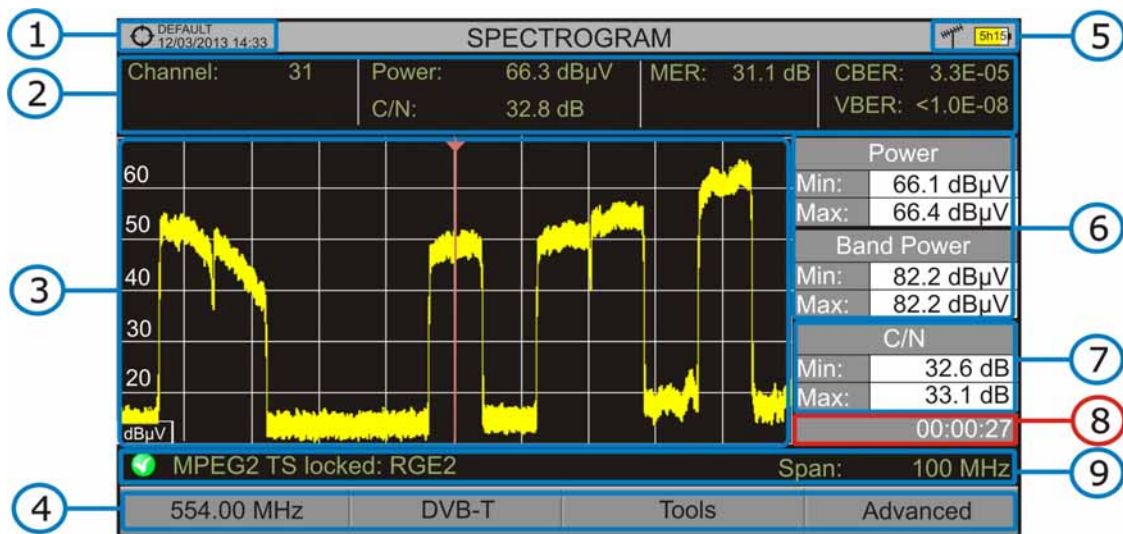 1
DEFAULT
12/03/2013 14:33
SPECTROGRAM
5h15
5
2
Channel: 31
Power: 66.3 dBµV
MER: 31.1 dB
CBER: 3.3E-05
C/N: 32.8 dB
VBER: <1.0E-08
3
60
50
40
30
20
dBµV
Power
Min: 66.1 dBµV
Max: 66.4 dBµV
6
Band Power
Min: 82.2 dBµV
Max: 82.2 dBµV
C/N
Min: 32.6 dB
Max: 33.1 dB
7
00:00:27
8
MPEG2 TS locked: RGE2
Span: 100 MHz
9
4
554.00 MHz
DVB-T
Tools
Advanced